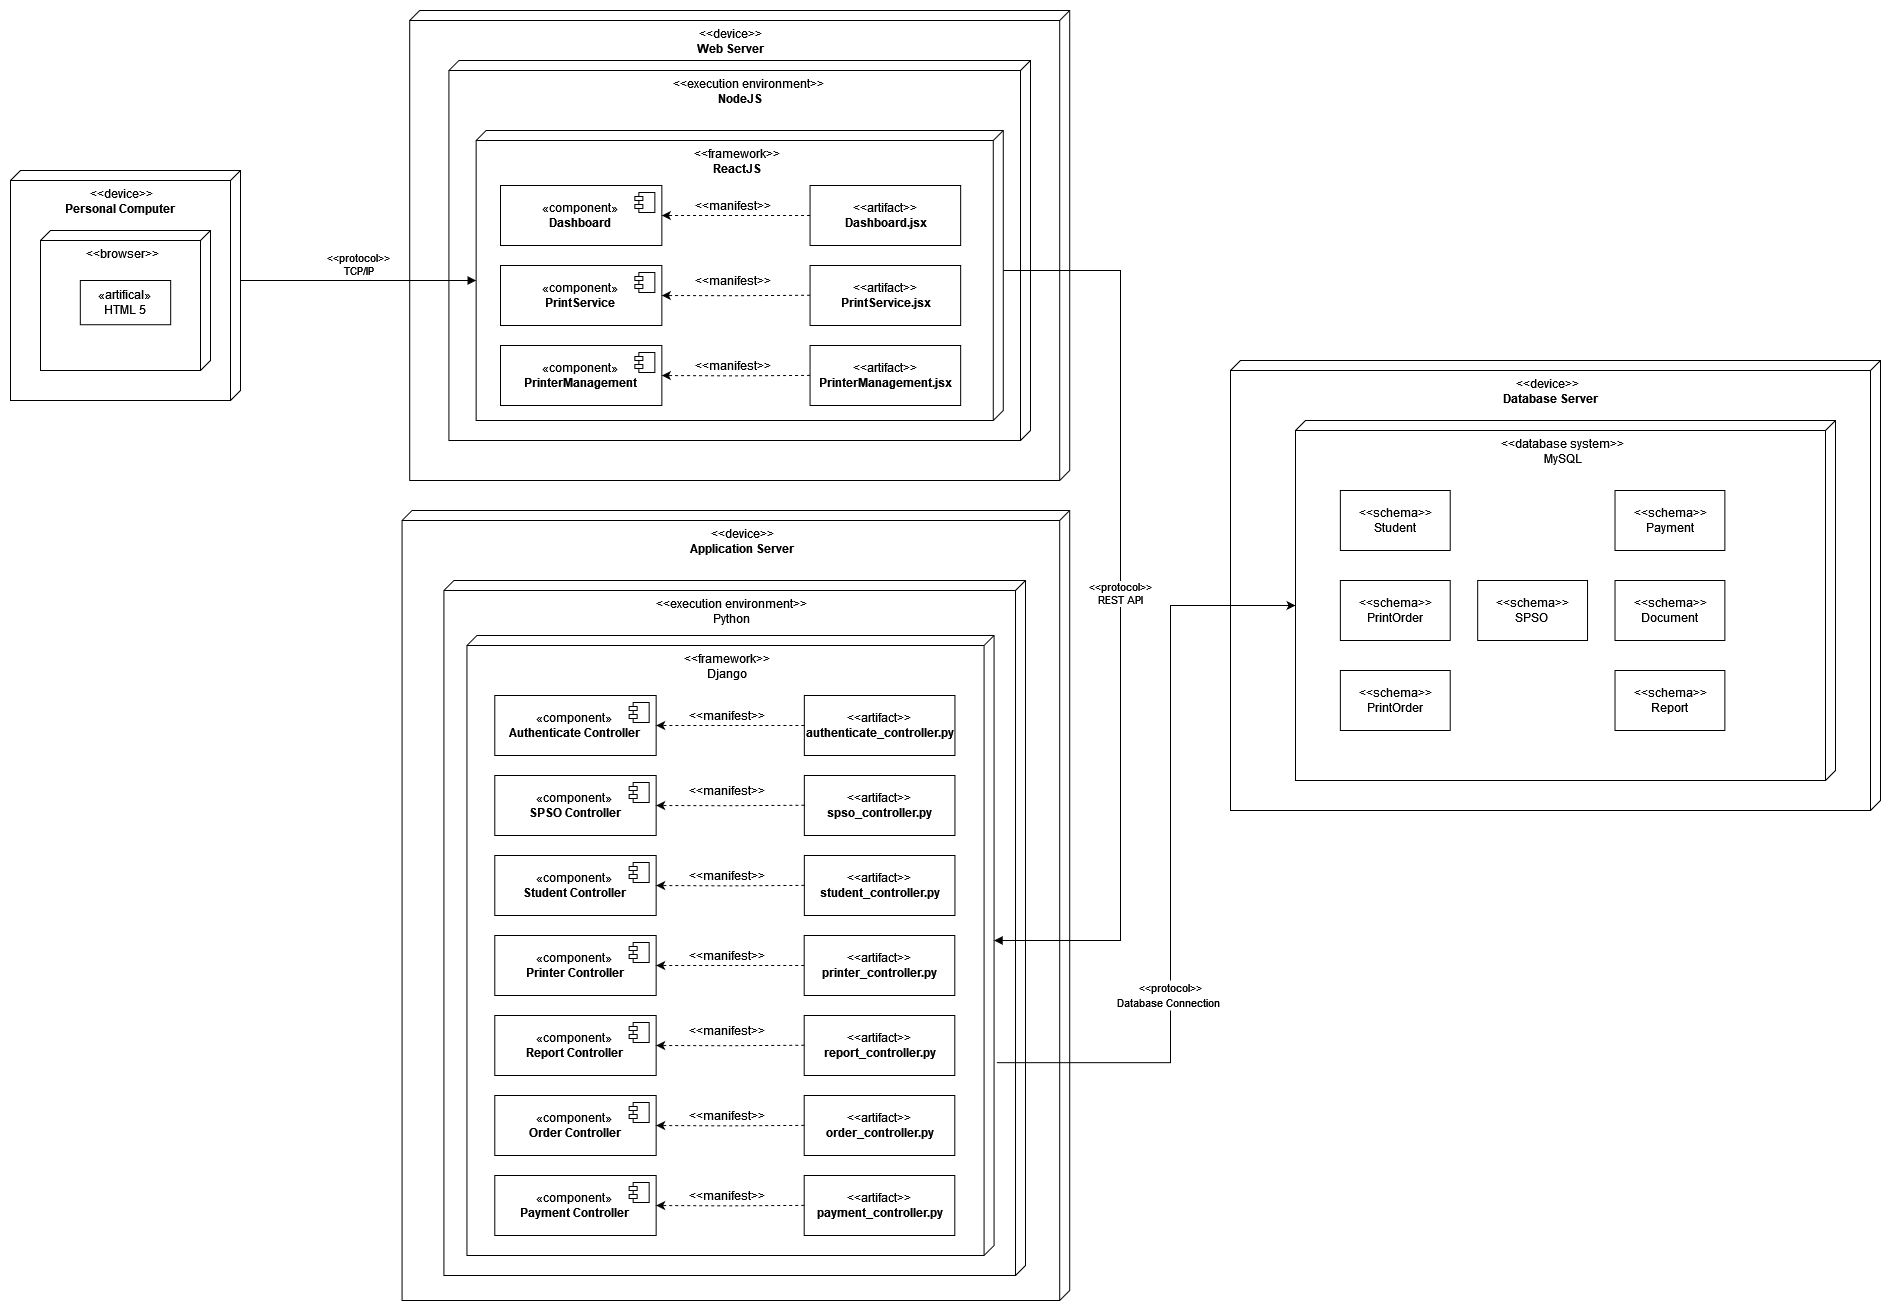 <<device>>
Personal Computer
<<browser>>
«artifical»
HTML 5
<<protocol>>
TCP/IP
<<device>>
Web Server
<<execution environment>>
NodeJS
<<framework>>
ReactJS
«component»
Dashboard
<<manifest>>
<<artifact>>
Dashboard.jsx
«component»
PrintService
<<manifest>>
<<artifact>>
PrintService.jsx
«component»
PrinterManagement
<<manifest>>
<<artifact>>
PrinterManagement.jsx
<<device>>
Application Server
<<execution environment>>
Python
<<framework>>
Django
«component»
Authenticate Controller
<<manifest>>
<<artifact>>
authenticate_controller.py
«component»
SPSO Controller
<<manifest>>
<<artifact>>
spso_controller.py
«component»
Student Controller
<<manifest>>
<<artifact>>
student_controller.py
«component»
Printer Controller
<<manifest>>
<<artifact>>
printer_controller.py
«component»
Report Controller
<<manifest>>
<<artifact>>
report_controller.py
«component»
Order Controller
<<manifest>>
<<artifact>>
order_controller.py
«component»
Payment Controller
<<manifest>>
<<artifact>>
payment_controller.py
<<protocol>>
REST API
<<protocol>>
Database Connection
<<device>>
Database Server
<<database system>>
MySQL
<<schema>>
Student
<<schema>>
Payment
<<schema>>
PrintOrder
<<schema>>
SPSO
<<schema>>
Document
<<schema>>
PrintOrder
<<schema>>
Report